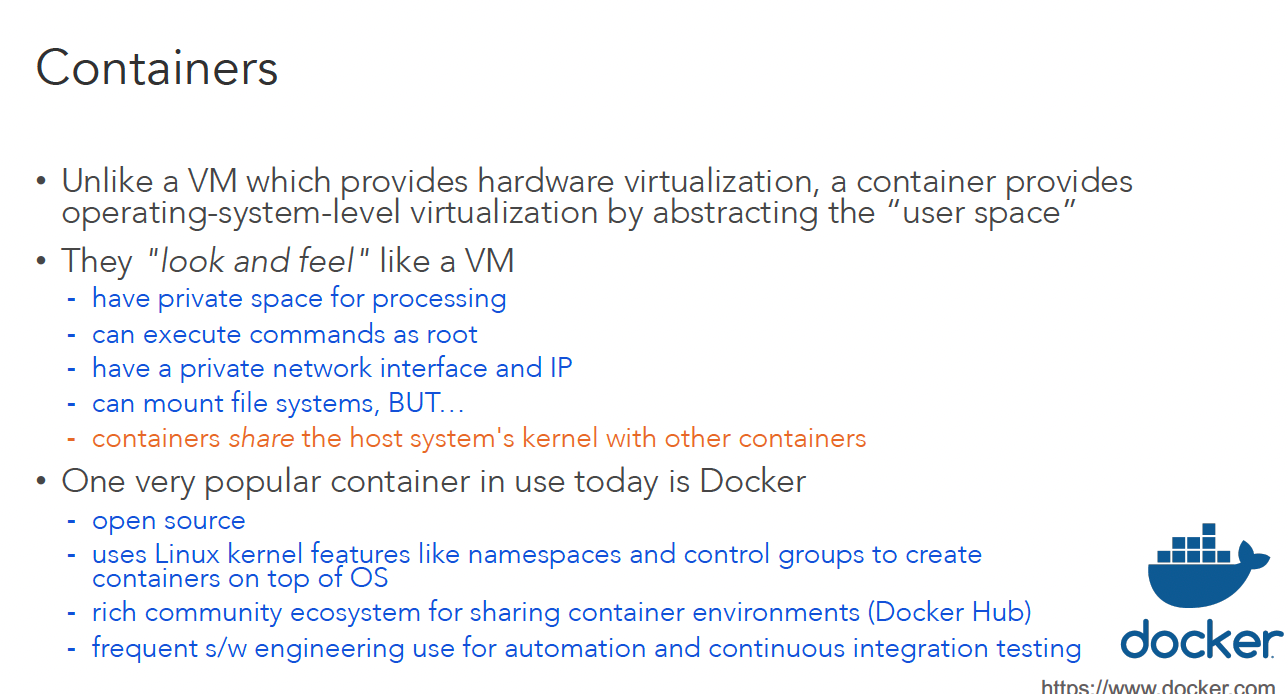 Containers
• Unlike a VM which provides hardware virtualization, a container provides
operating-system-level virtualization by abstracting the “user space”
• They "look and feel" like a VM
- have private space for processing
- can execute commands as root
- have a private network interface and IP
- can mount file systems, BUT…
- containers share the host system's kernel with other containers
• One very popular container in use today is Docker
- open source
- uses Linux kernel features like namespaces and control groups to create
containers on top of OS
- rich community ecosystem for sharing container environments (Docker Hub)
- frequent s/w engineering use for automation and continuous integration testing
docker
https://www.docker.com